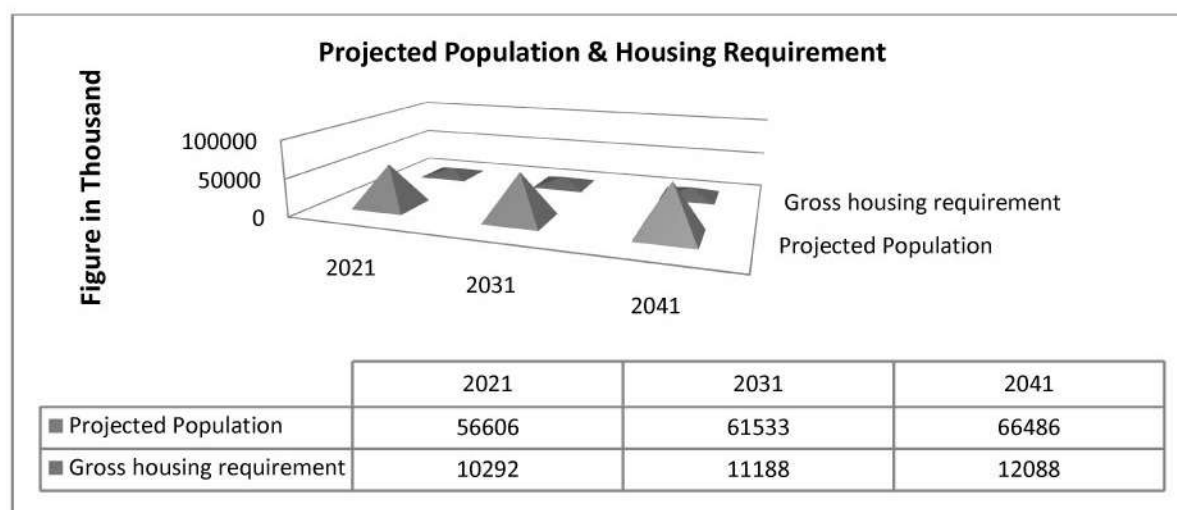 Projected Population & Housing Requirement
Figure in Thousand
100000
50000
0
2021
2031
2041
Gross housing requirement
Projected Population
2021 2031 2041
Projected Population 56606 61533 66486
Gross housing requirement 10292 11188 12088